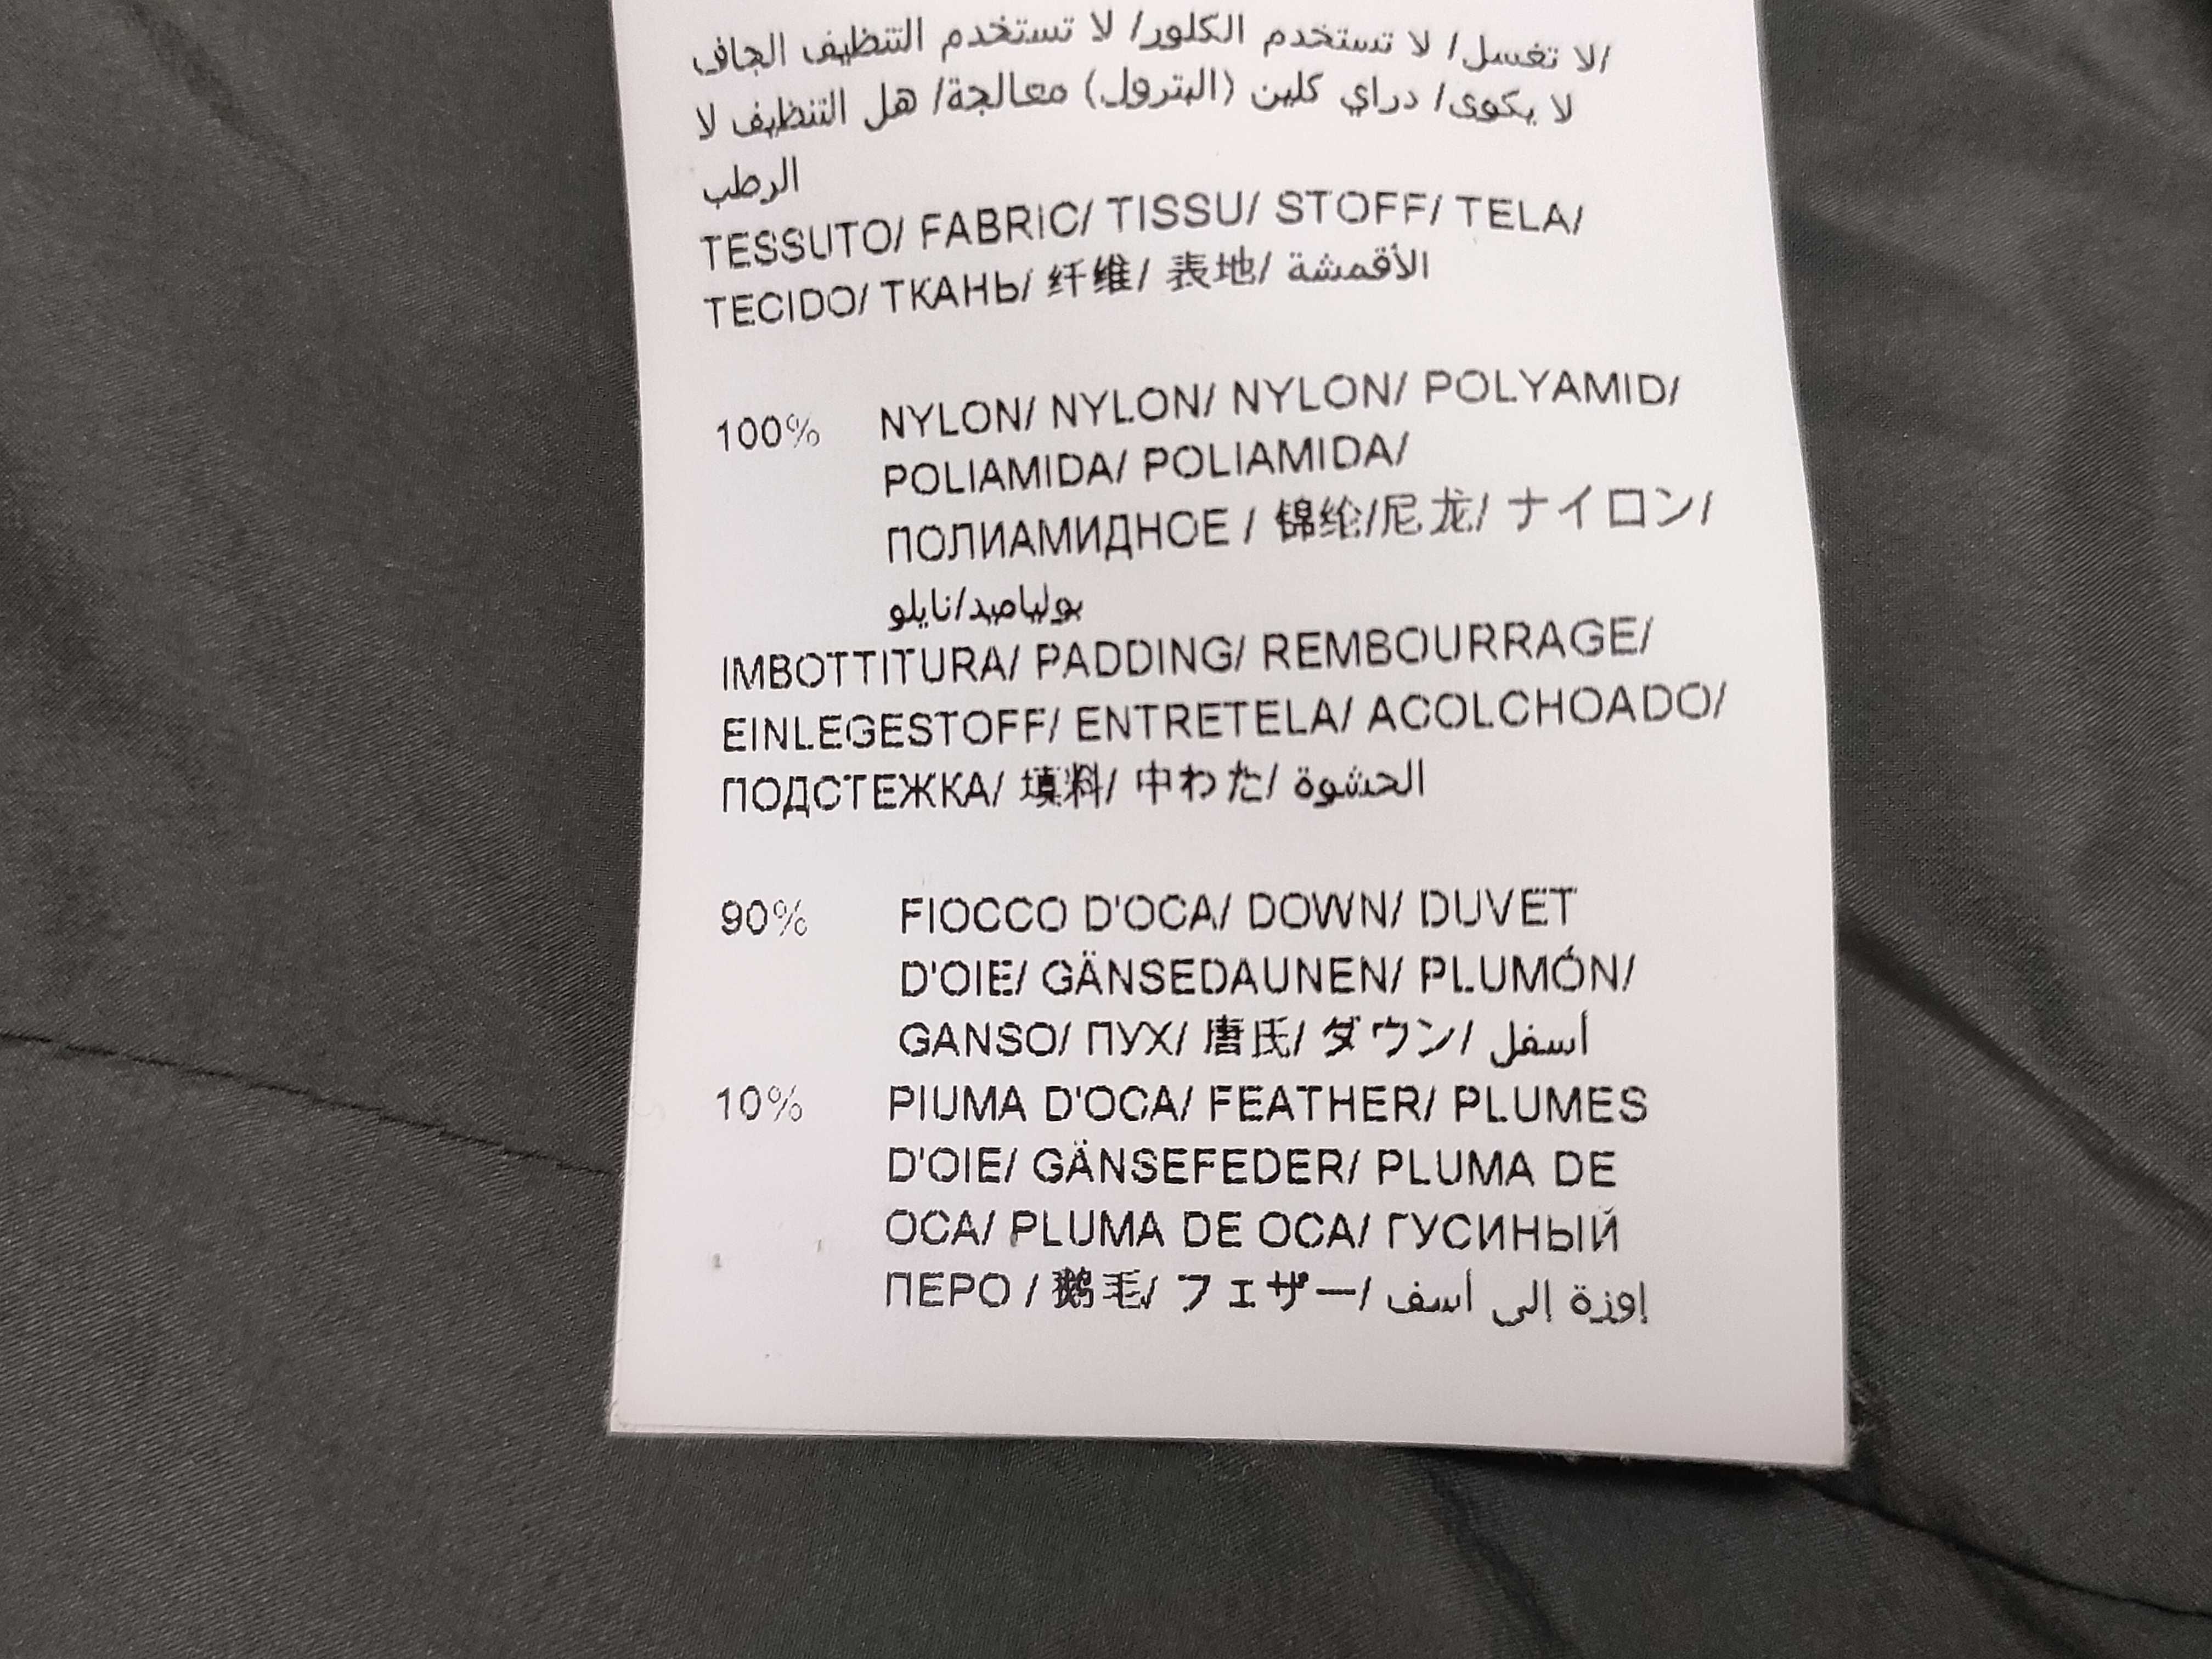 لا تغسل/ لا تستخدم الكلور/ لا تستخدم التنظيف الجاف/
لا يكوى/ دراي كلين (البترول) معالجة/ هل التنظيف لا
الرطب
TESSUTO/ FABRIC/ TISSU/ STOFF/ TELA/
TECIDO/ ТКАНЬ/ 纤维/ 表地/ الأقمشة
100% NYLON/ NYLON/ NYLON/ POLYAMID/
POLIAMIDA/ POLIAMIDA/
ПОЛИАМИДНОЕ / 锦纶/尼龙/ ナイロン/
بولياميد/نايلو
IMBOTTITURA/ PADDING/ REMBOURRAGE/
EINLEGESTOFF/ ENTRETELA/ ACOLCHOADO/
ПОДСТЕЖКА/ 填料/ 中わた/ الحشوة
90% FIOCCO D'OCA/ DOWN/ DUVET
D'OIE/ GÄNSEDAUNEN/ PLUMÓN/
GANSO/ ПУХ/ 唐氏/ ダウン/ أسفل
10% PIUMA D'OCA/ FEATHER/ PLUMES
D'OIE/ GÄNSEFEDER/ PLUMA DE
OCA/ PLUMA DE OCA/ ГУСИНЫЙ
ПЕРО / 鹅毛/ フェザー/ إوزة إلى أسف